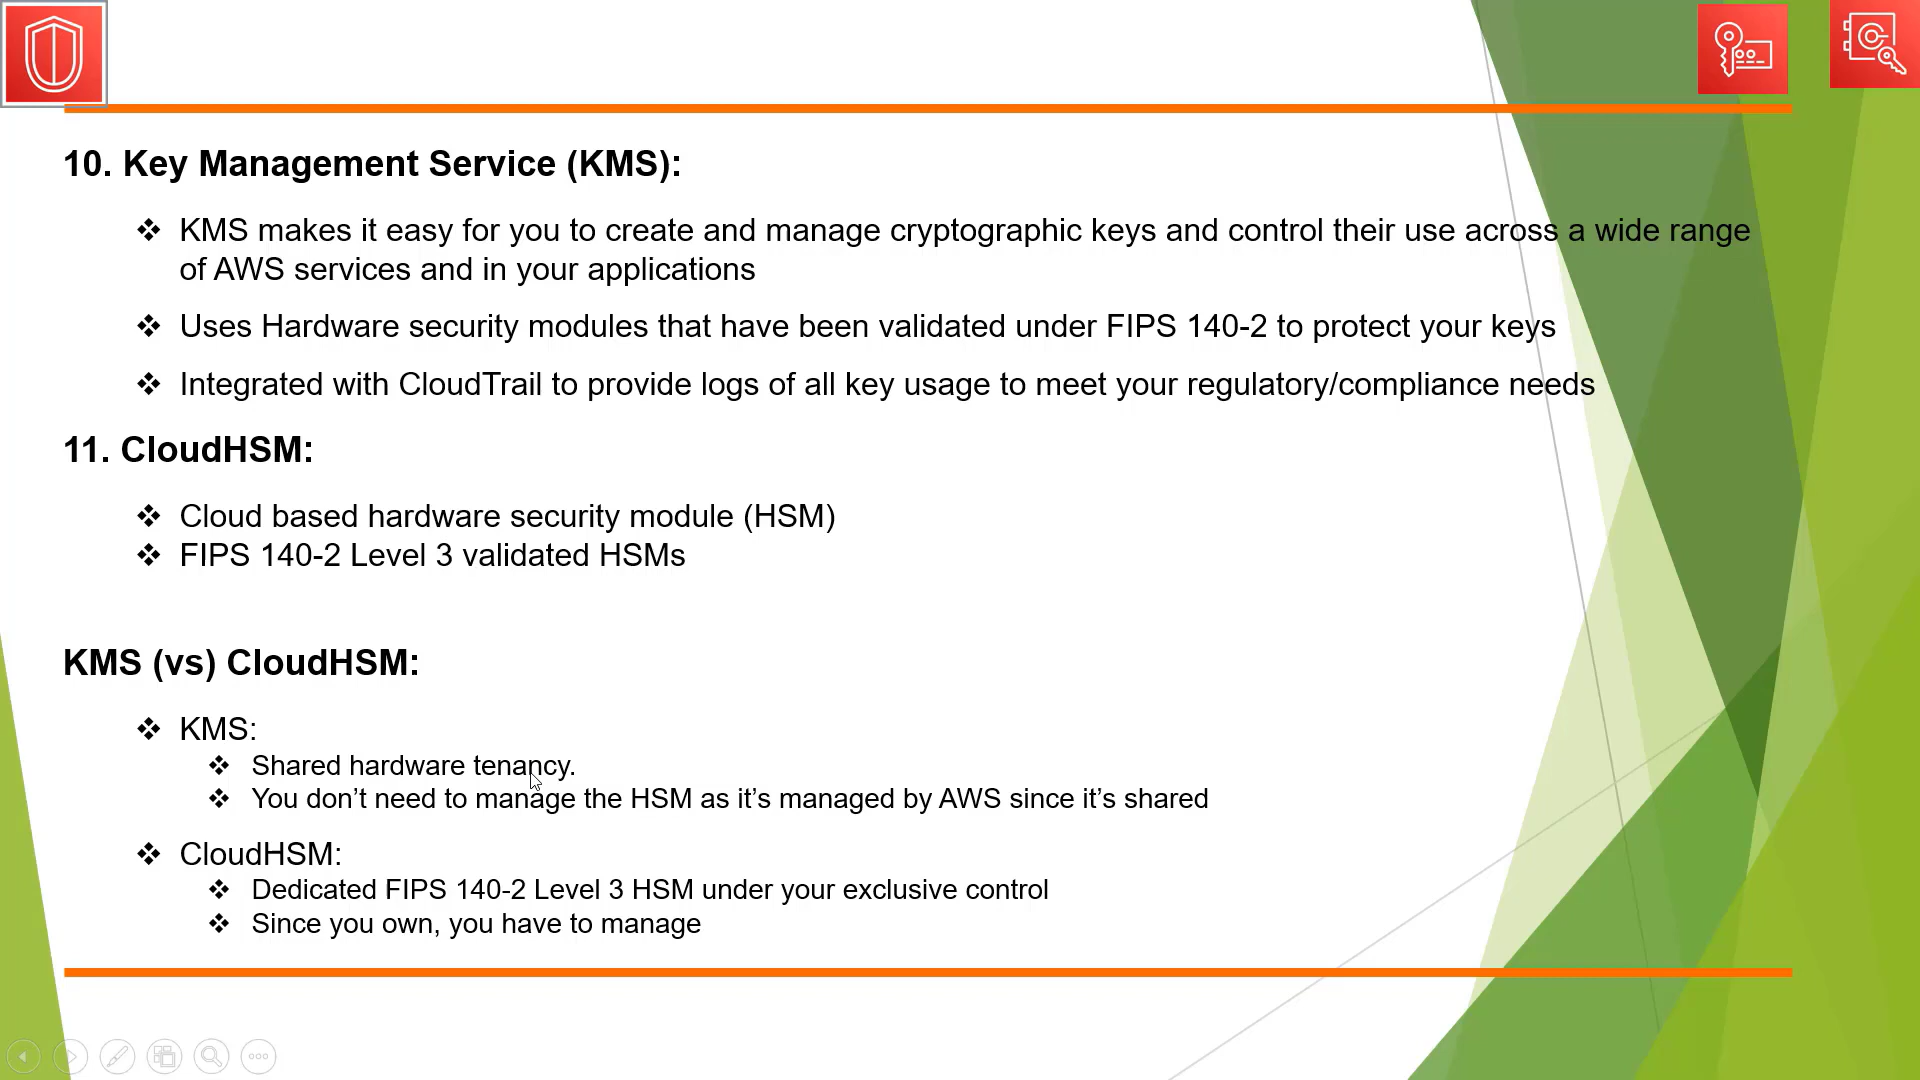 10. Key Management Service (KMS):
❖ KMS makes it easy for you to create and manage cryptographic keys and control their use across a wide range
of AWS services and in your applications
❖ Uses Hardware security modules that have been validated under FIPS 140-2 to protect your keys
❖ Integrated with CloudTrail to provide logs of all key usage to meet your regulatory/compliance needs
11. CloudHSM:
❖ Cloud based hardware security module (HSM)
❖ FIPS 140-2 Level 3 validated HSMs
KMS (vs) CloudHSM:
❖ KMS:
❖ Shared hardware tenancy.
❖ You don’t need to manage the HSM as it’s managed by AWS since it’s shared
❖ CloudHSM:
❖ Dedicated FIPS 140-2 Level 3 HSM under your exclusive control
❖ Since you own, you have to manage